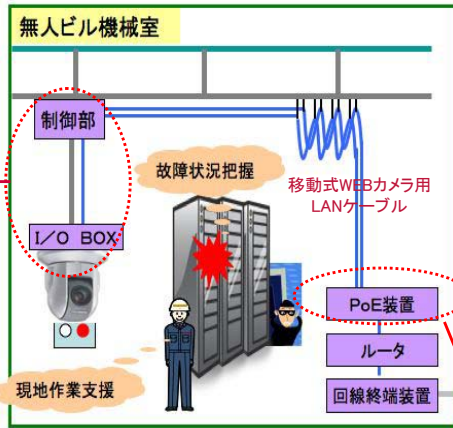 無人ビル機械室
制御部
故障状況把握
移動式WEBカメラ用
LANケーブル
I/O BOX
PoE装置
ルータ
現地作業支援
回線終端装置